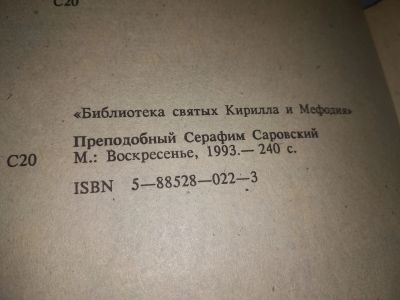 С20
«Библиотека святых Кирилла и Мефодия»
Преподобный Серафим Саровский
С20 М.: Воскресенье, 1993.— 240 с.
ISBN 5—88528—022—3